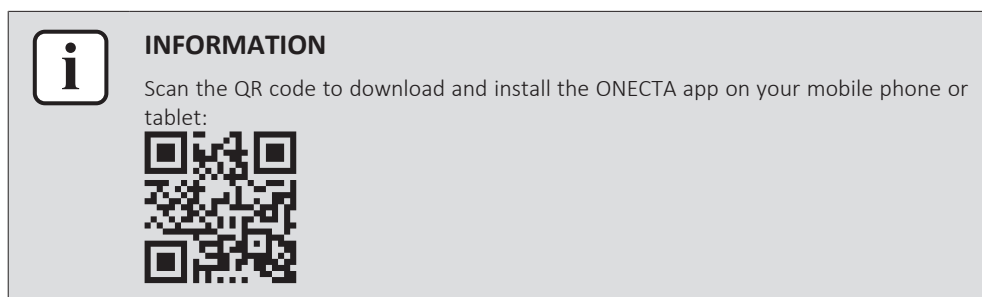 i
INFORMATION
Scan the QR code to download and install the ONECTA app on your mobile phone or
tablet: